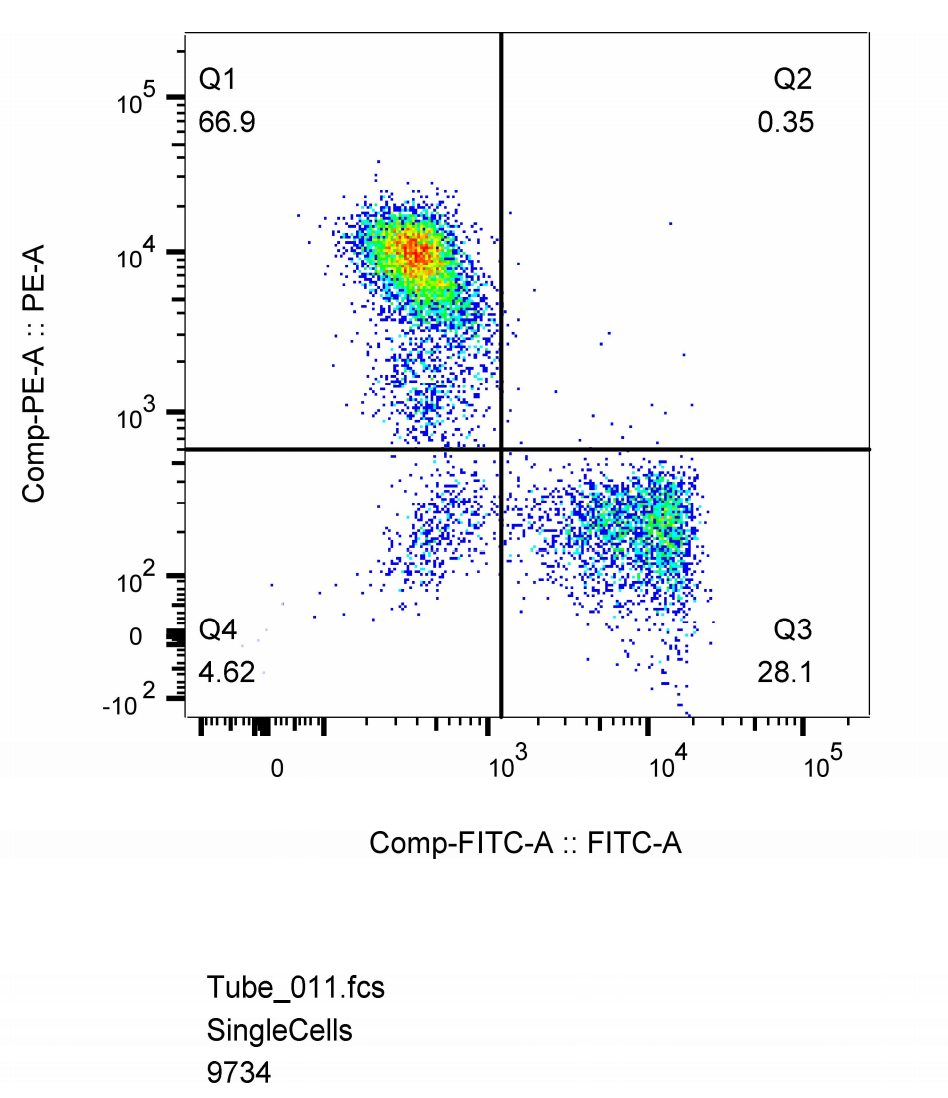 Q1
66.9
Q2
0.35
10^5
10^4
10^3
10^2
0
-10^2
Comp-PE-A :: PE-A
Q4
4.62
Q3
28.1
0
10^3
10^4
10^5
Comp-FITC-A :: FITC-A
Tube_011.fcs
SingleCells
9734